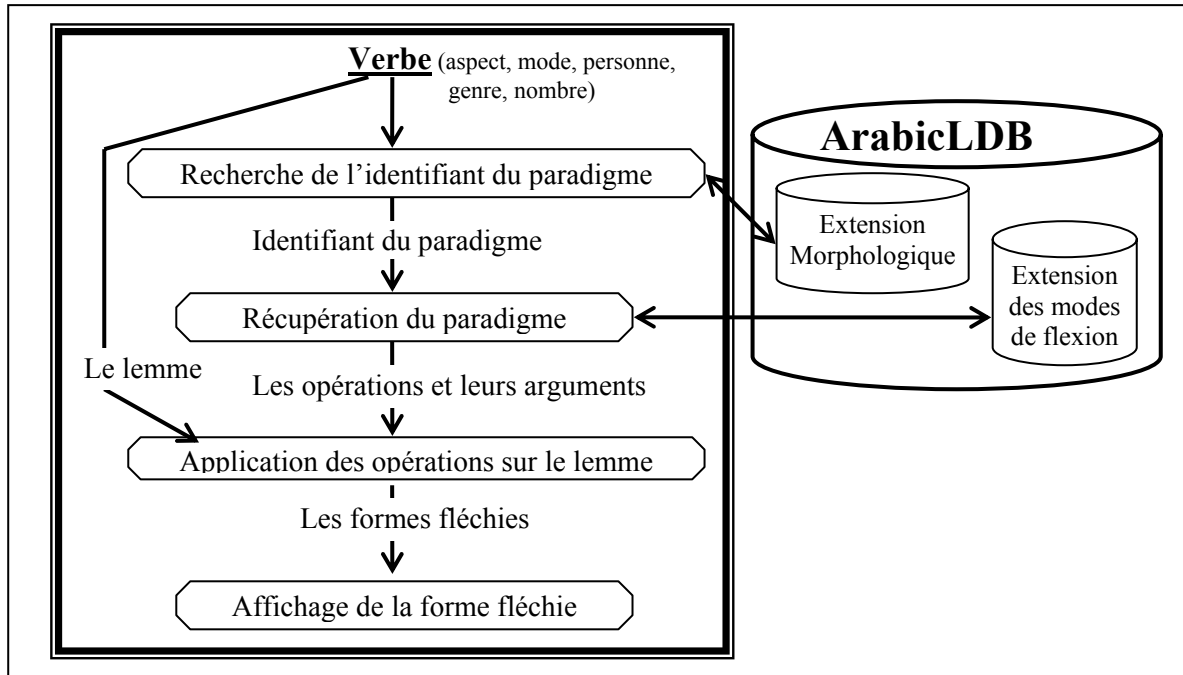 Verbe (aspect, mode, personne,
genre, nombre)
Recherche de l’identifiant du paradigme
Identifiant du paradigme
Récupération du paradigme
Le lemme
Les opérations et leurs arguments
Application des opérations sur le lemme
Les formes fléchies
Affichage de la forme fléchie
ArabicLDB
Extension
Morphologique
Extension
des modes
de flexion